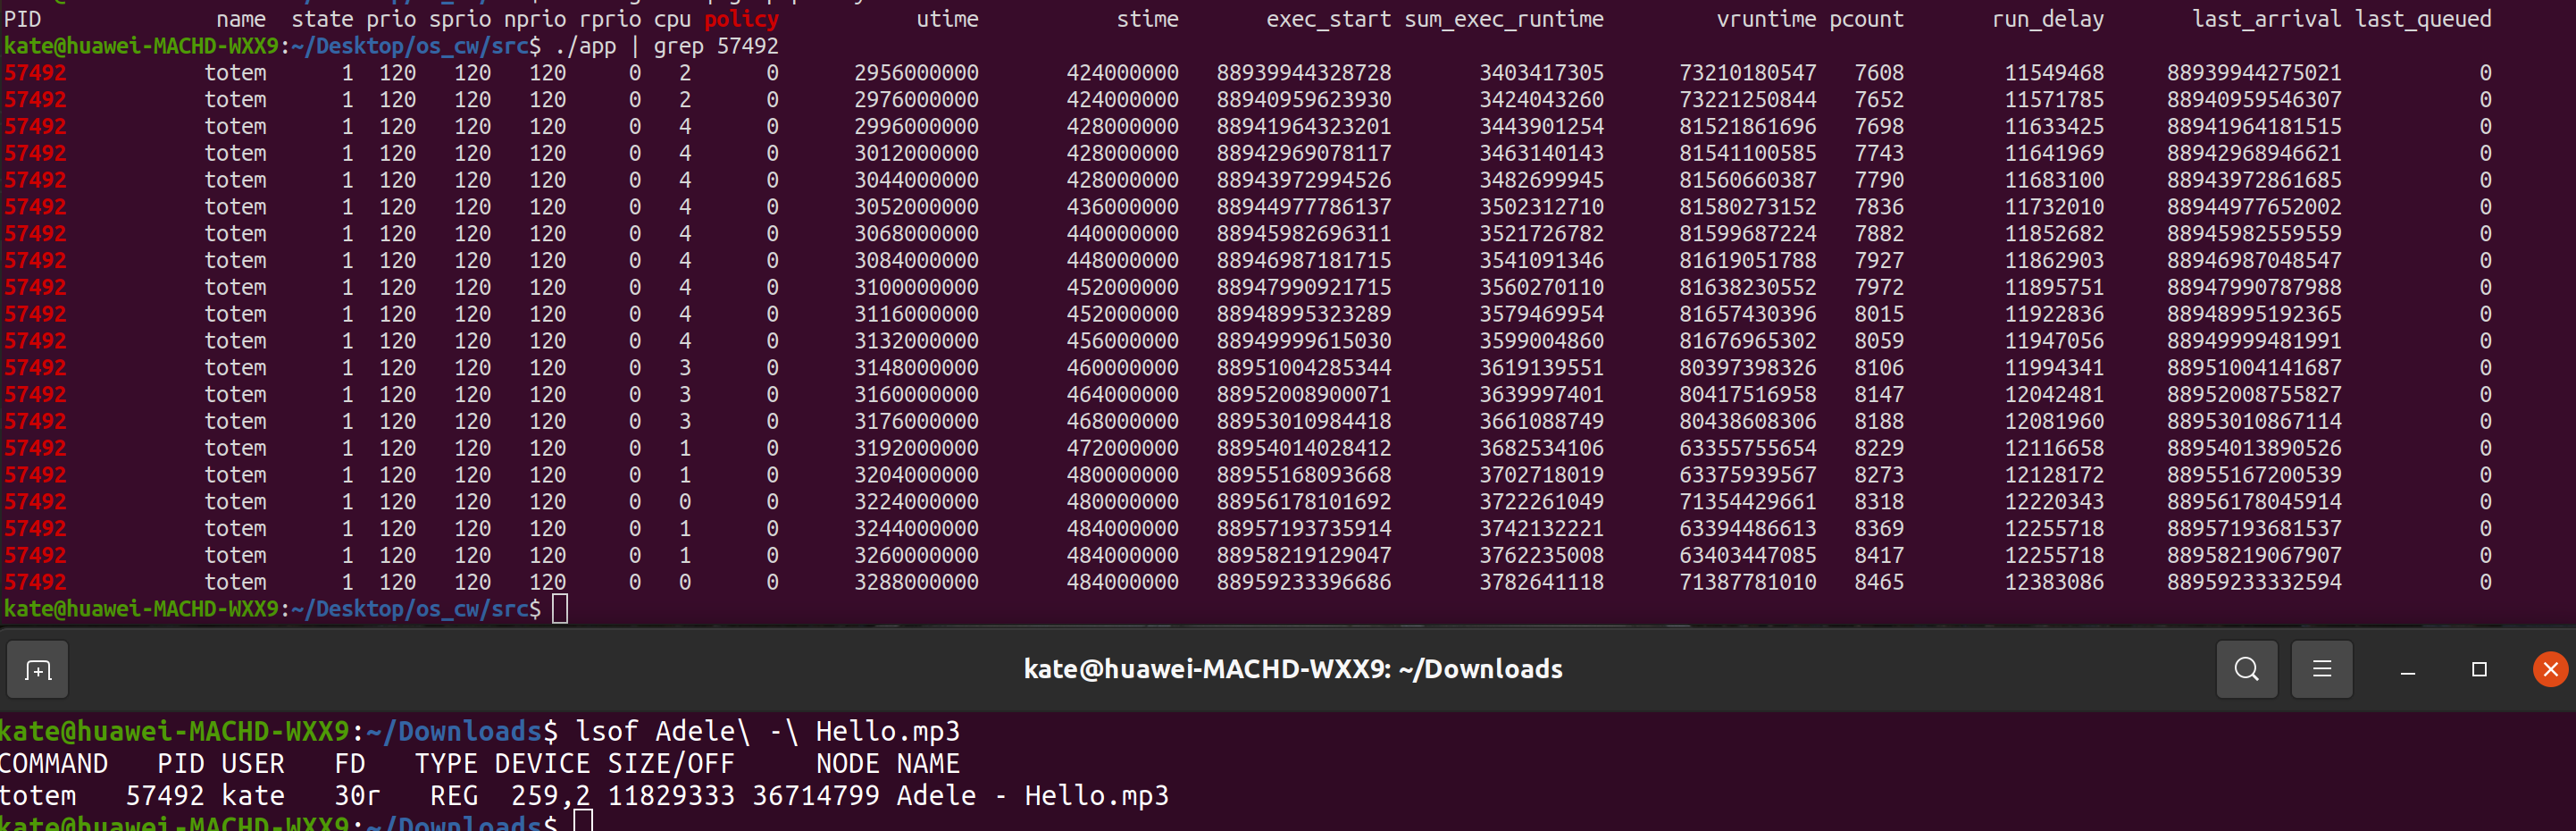 PID name state prio sprio nprio rprio cpu policy utime stime exec_start sum_exec_runtime vruntime pcount run_delay last_arrival last_queued
kate@huawei-MACHD-WXX9:~/Desktop/os_cw/src$ ./app | grep 57492
57492 totem 1 120 120 120 0 2 0 2956000000 424000000 88939944328728 3403417305 73210180547 7608 11549468 88939944275021 0
57492 totem 1 120 120 120 0 2 0 2976000000 424000000 88940959623930 3424043260 73221250844 7652 11571785 88940959546307 0
57492 totem 1 120 120 120 0 4 0 2996000000 428000000 88941964323201 3443901254 81521861696 7698 11633425 88941964181515 0
57492 totem 1 120 120 120 0 4 0 3012000000 428000000 88942969078117 3463140143 81541100585 7743 11641969 88942968946621 0
57492 totem 1 120 120 120 0 4 0 3044000000 428000000 88943972994526 3482699945 81560660387 7790 11683100 88943972861685 0
57492 totem 1 120 120 120 0 4 0 3052000000 436000000 88944977786137 3502312710 81580273152 7836 11732010 88944977652002 0
57492 totem 1 120 120 120 0 4 0 3068000000 440000000 88945982696311 3521726782 81599687224 7882 11852682 88945982559559 0
57492 totem 1 120 120 120 0 4 0 3084000000 448000000 88946987181715 3541091346 81619051788 7927 11862903 88946987048547 0
57492 totem 1 120 120 120 0 4 0 3100000000 452000000 88947990921715 3560270110 81638230552 7972 11895751 88947990787988 0
57492 totem 1 120 120 120 0 4 0 3116000000 452000000 88948995323289 3579469954 81657430396 8015 11922836 88948995192365 0
57492 totem 1 120 120 120 0 4 0 3132000000 456000000 88949999615030 3599004860 81676965302 8059 11947056 88949999481991 0
57492 totem 1 120 120 120 0 3 0 3148000000 460000000 88951004285344 3619139551 80397398326 8106 11994341 88951004141687 0
57492 totem 1 120 120 120 0 3 0 3160000000 464000000 88952008900071 3639997401 80417516958 8147 12042481 88952008755827 0
57492 totem 1 120 120 120 0 3 0 3176000000 468000000 88953010984418 3661088749 80438608306 8188 12081960 88953010867114 0
57492 totem 1 120 120 120 0 1 0 3192000000 472000000 88954014028412 3682534106 63355755654 8229 12116658 88954013890526 0
57492 totem 1 120 120 120 0 1 0 3204000000 480000000 88955168093668 3702718019 63375939567 8273 12128172 88955167200539 0
57492 totem 1 120 120 120 0 0 0 3224000000 480000000 88956178101692 3722261049 71354429661 8318 12220343 88956178045914 0
57492 totem 1 120 120 120 0 1 0 3244000000 484000000 88957193735914 3742132221 63394486613 8369 12255718 88957193681537 0
57492 totem 1 120 120 120 0 1 0 3260000000 484000000 88958219129047 3762235008 63403447085 8417 12255718 88958219067907 0
57492 totem 1 120 120 120 0 0 0 3288000000 484000000 88959233396686 3782641118 71387781010 8465 12383086 88959233332594 0
kate@huawei-MACHD-WXX9:~/Desktop/os_cw/src$
kate@huawei-MACHD-WXX9: ~/Downloads
kate@huawei-MACHD-WXX9:~/Downloads$ lsof Adele\ -\ Hello.mp3
COMMAND PID USER FD TYPE DEVICE SIZE/OFF NODE NAME
totem 57492 kate 30r REG 259,2 11829333 36714799 Adele - Hello.mp3
kate@huawei-MACHD-WXX9:~/Downloads$